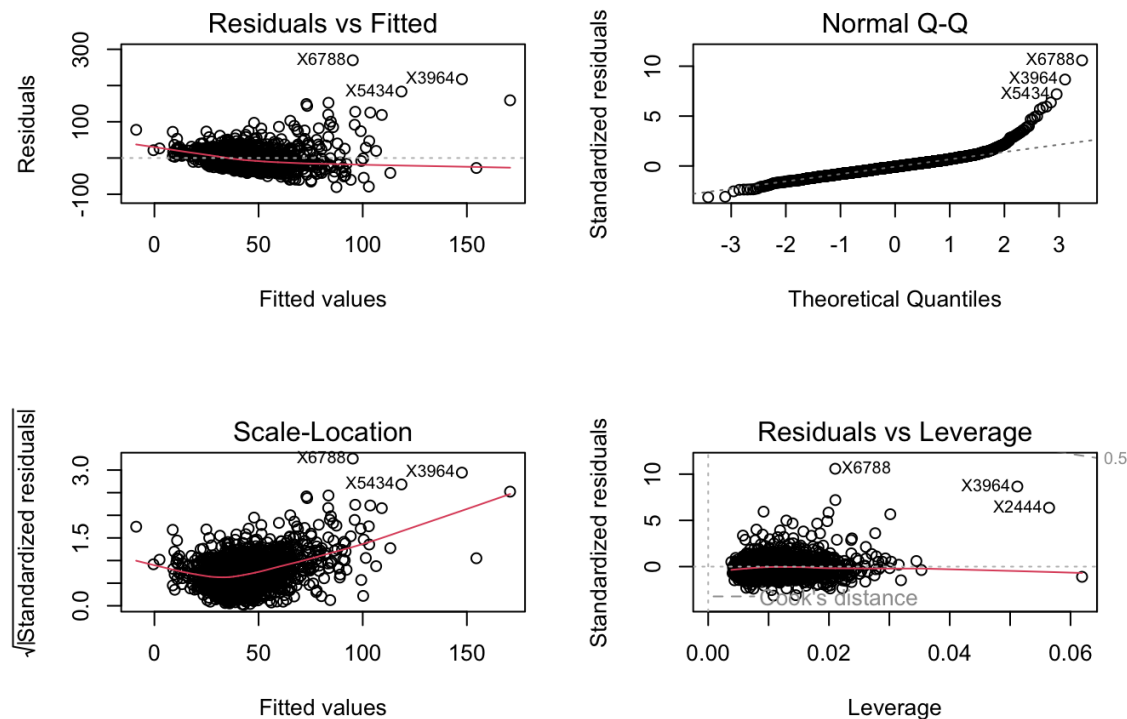 Residuals vs Fitted
Residuals
300
100
-100
X6788
X3964
X5434
0 50 100 150
Fitted values
Normal Q-Q
Standardized residuals
10
5
0
X6788
X3964
X5434
-3 -2 -1 0 1 2 3
Theoretical Quantiles
Scale-Location
√|Standardized residuals|
3.0
1.5
0.0
X6788
X3964
X5434
0 50 100 150
Fitted values
Residuals vs Leverage
Standardized residuals
10
5
0
X6788
X3964
X2444
0.5
Cook's distance
0.00 0.02 0.04 0.06
Leverage